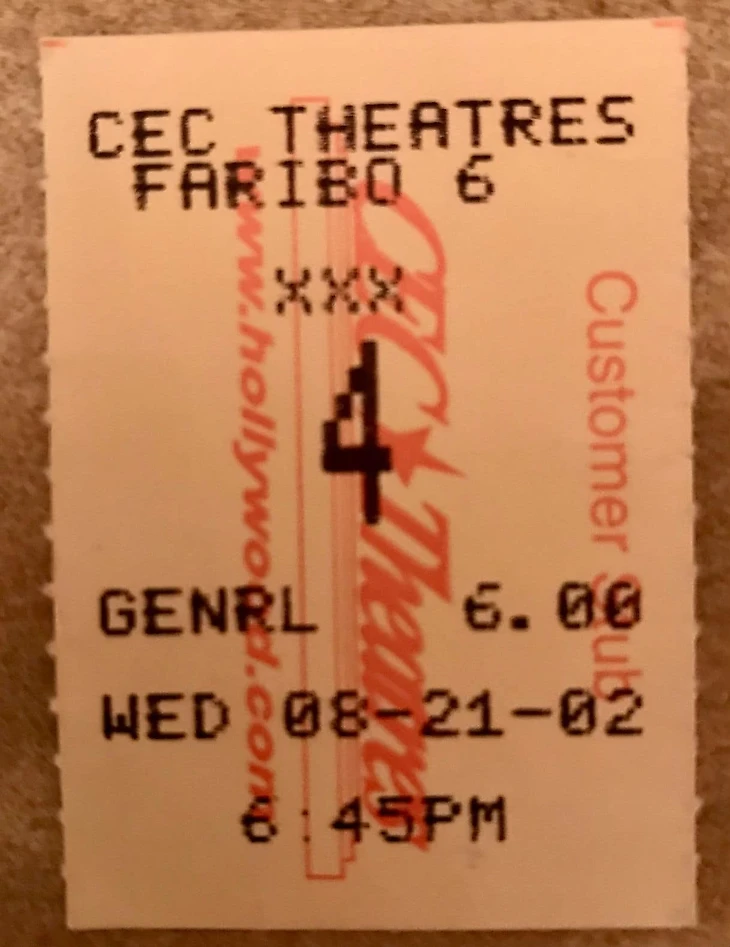 CEC THEATRES
FARIBO 6
XXX
4
GENRL 6.00
WED 08-21-02
6:45PM
Customer Stub
CEC Theatres
www.hollywood.com